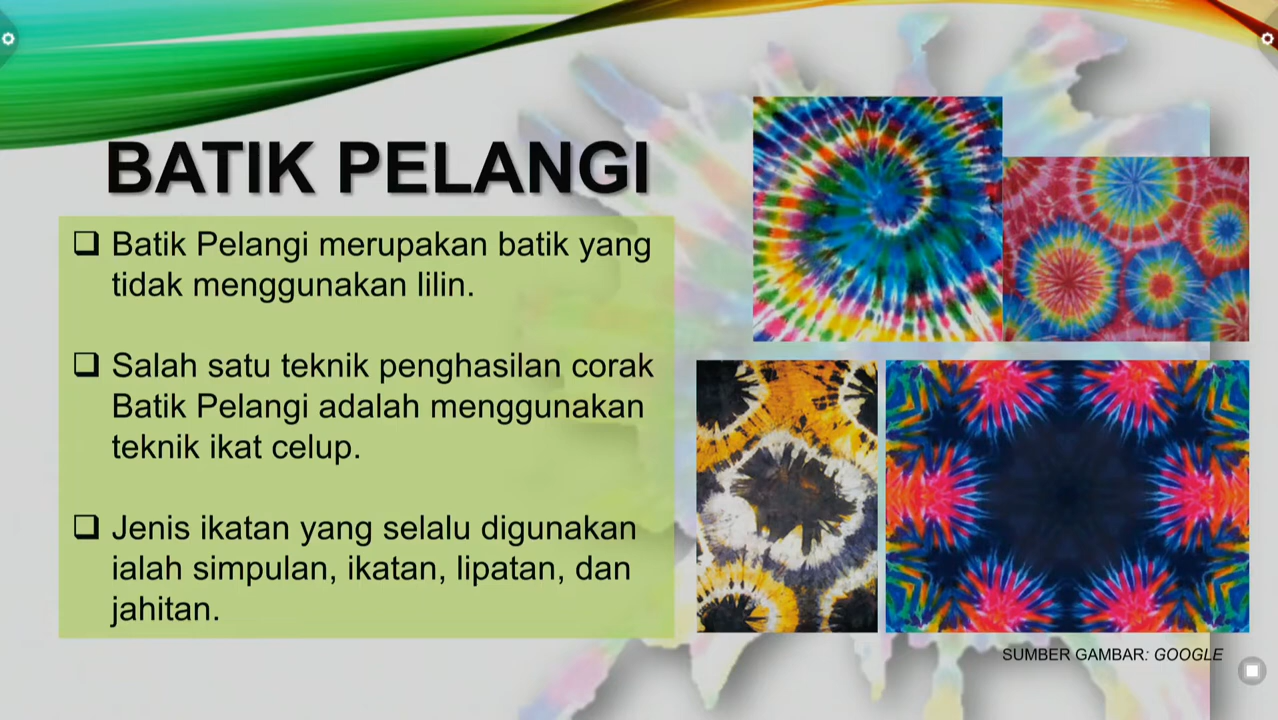 BATIK PELANGI
❑ Batik Pelangi merupakan batik yang
tidak menggunakan lilin.
❑ Salah satu teknik penghasilan corak
Batik Pelangi adalah menggunakan
teknik ikat celup.
❑ Jenis ikatan yang selalu digunakan
ialah simpulan, ikatan, lipatan, dan
jahitan.
SUMBER GAMBAR: GOOGLE